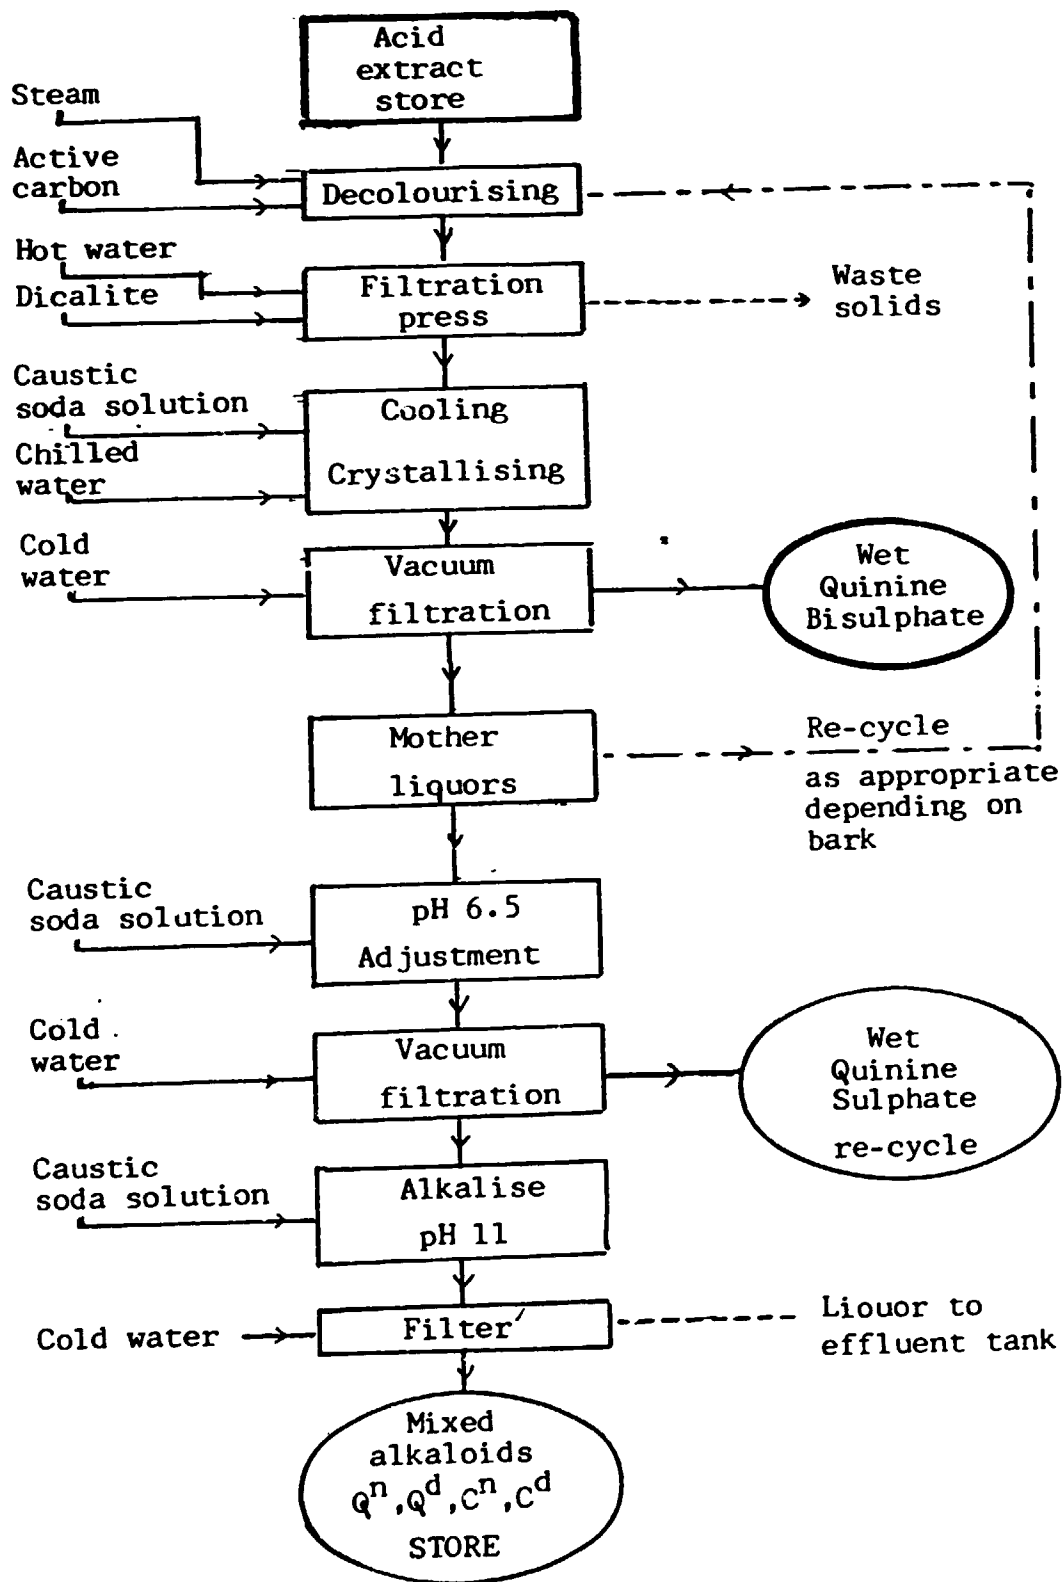 Acid
extract
store
Steam
Active
carbon
Decolourising
Hot water
Dicalite
Filtration
press
Waste
solids
Caustic
soda solution
Chilled
water
Cooling
Crystallising
Cold
water
Vacuum
filtration
Wet
Quinine
Bisulphate
Mother
liquors
Re-cycle
as appropriate
depending on
bark
Caustic
soda solution
pH 6.5
Adjustment
Cold
water
Vacuum
filtration
Wet
Quinine
Sulphate
re-cycle
Caustic
soda solution
Alkalise
pH 11
Cold water
Filter
Liouor to
effluent tank
Mixed
alkaloids
Qⁿ,Qᵈ,Cⁿ,Cᵈ
STORE